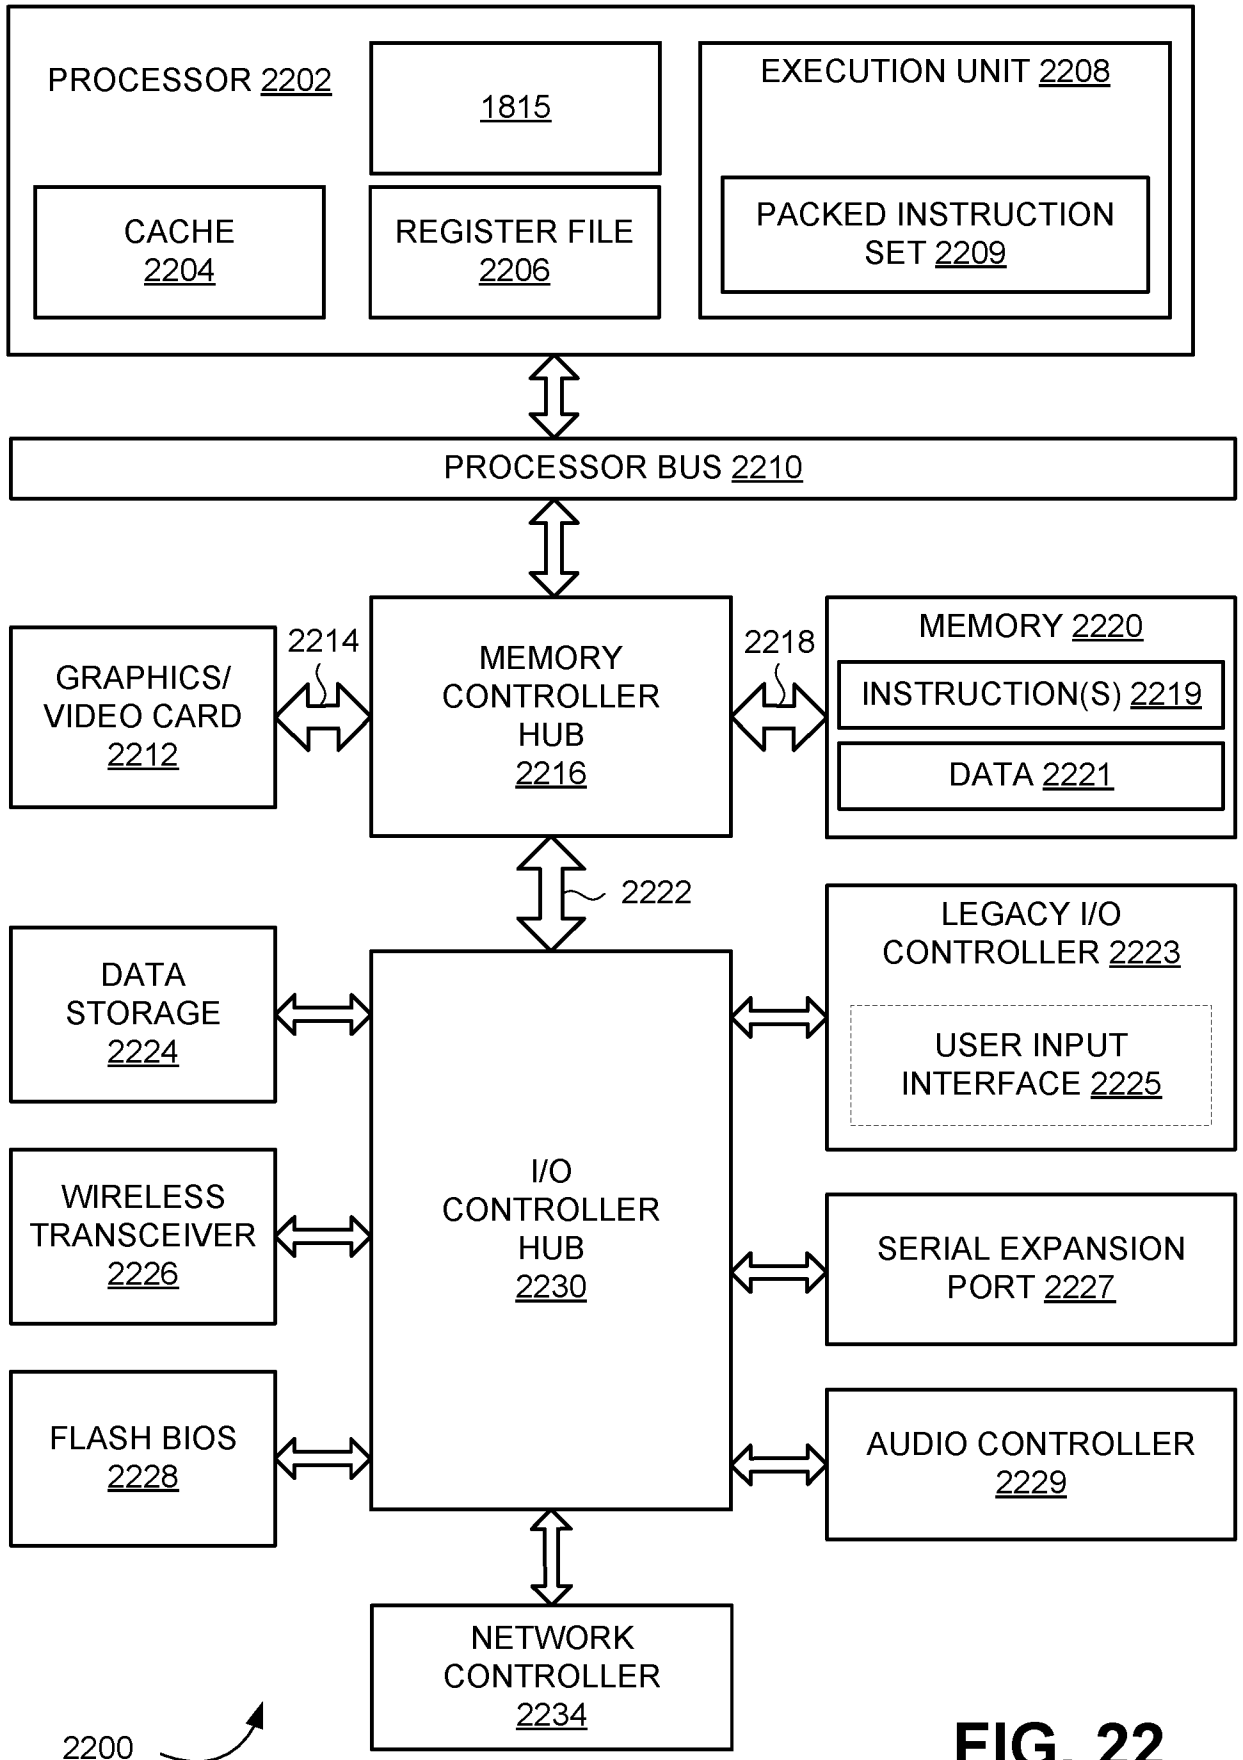 PROCESSOR 2202
1815
EXECUTION UNIT 2208
CACHE
2204
REGISTER FILE
2206
PACKED INSTRUCTION
SET 2209
PROCESSOR BUS 2210
GRAPHICS/
VIDEO CARD
2212
2214
MEMORY
CONTROLLER
HUB
2216
2218
MEMORY 2220
INSTRUCTION(S) 2219
DATA 2221
2222
DATA
STORAGE
2224
LEGACY I/O
CONTROLLER 2223
USER INPUT
INTERFACE 2225
WIRELESS
TRANSCEIVER
2226
I/O
CONTROLLER
HUB
2230
SERIAL EXPANSION
PORT 2227
FLASH BIOS
2228
AUDIO CONTROLLER
2229
NETWORK
CONTROLLER
2234
2200
FIG. 22